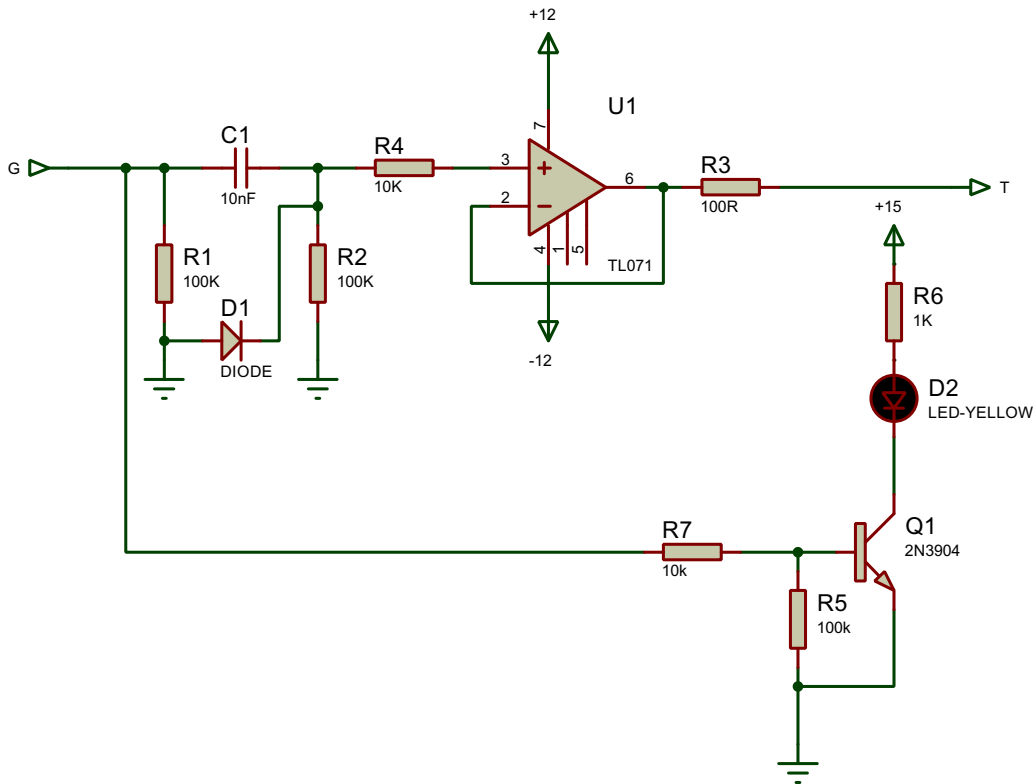 +12
U1
7
G
C1
10nF
R4
10K
3
2
6
R3
100R
T
4
1
5
TL071
+15
R1
100K
R2
100K
D1
DIODE
-12
R6
1K
D2
LED-YELLOW
R7
10k
Q1
2N3904
R5
100k